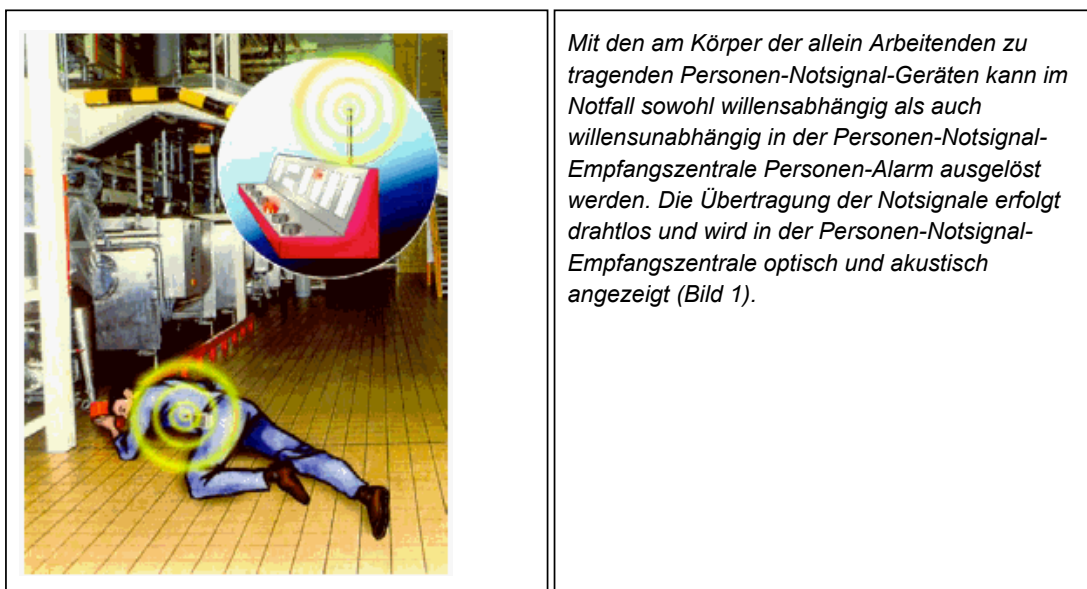 Mit den am Körper der allein Arbeitenden zu
tragenden Personen-Notsignal-Geräten kann im
Notfall sowohl willensabhängig als auch
willensunabhängig in der Personen-Notsignal-
Empfangszentrale Personen-Alarm ausgelöst
werden. Die Übertragung der Notsignale erfolgt
drahtlos und wird in der Personen-Notsignal-
Empfangszentrale optisch und akustisch
angezeigt (Bild 1).